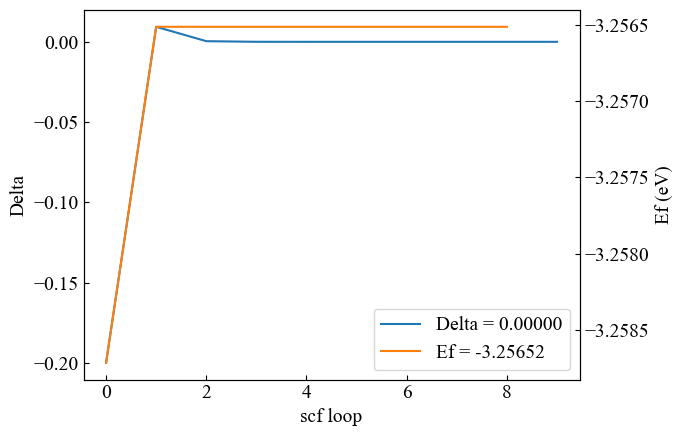 0.00
−0.05
−0.10
−0.15
−0.20
Delta
−3.2565
−3.2570
−3.2575
−3.2580
−3.2585
Ef (eV)
Delta = 0.00000
Ef = -3.25652
0 2 4 6 8
scf loop